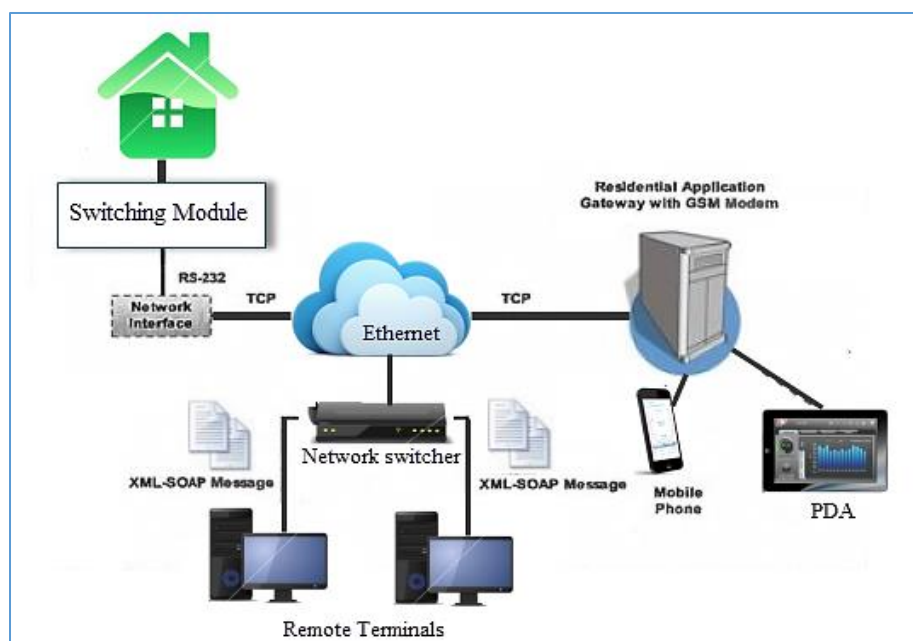 Residential Application
Gateway with GSM Modem
Switching Module
RS-232
Network
Interface
TCP
Ethernet
TCP
Network switcher
XML-SOAP Message
XML-SOAP Message
Mobile
Phone
PDA
Remote Terminals